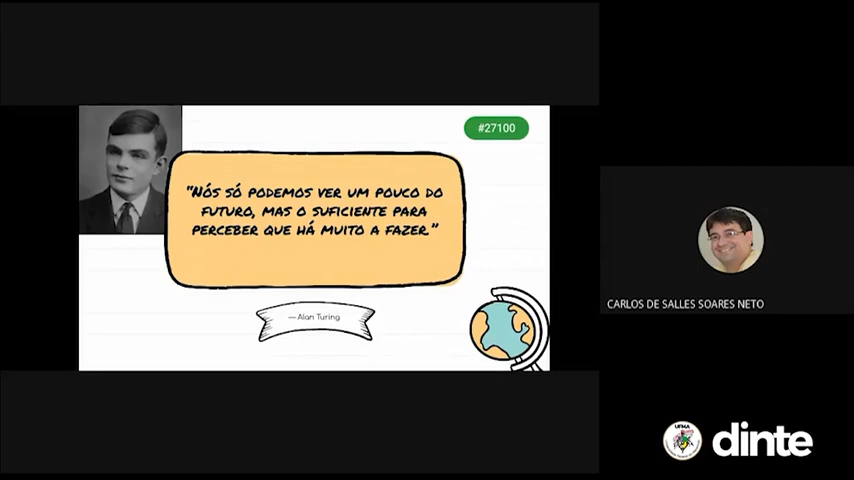 #27100
"NÓS SÓ PODEMOS VER UM POUCO DO
FUTURO, MAS O SUFICIENTE PARA
PERCEBER QUE HÁ MUITO A FAZER."
— Alan Turing
CARLOS DE SALLES SOARES NETO
UFMA
dinte